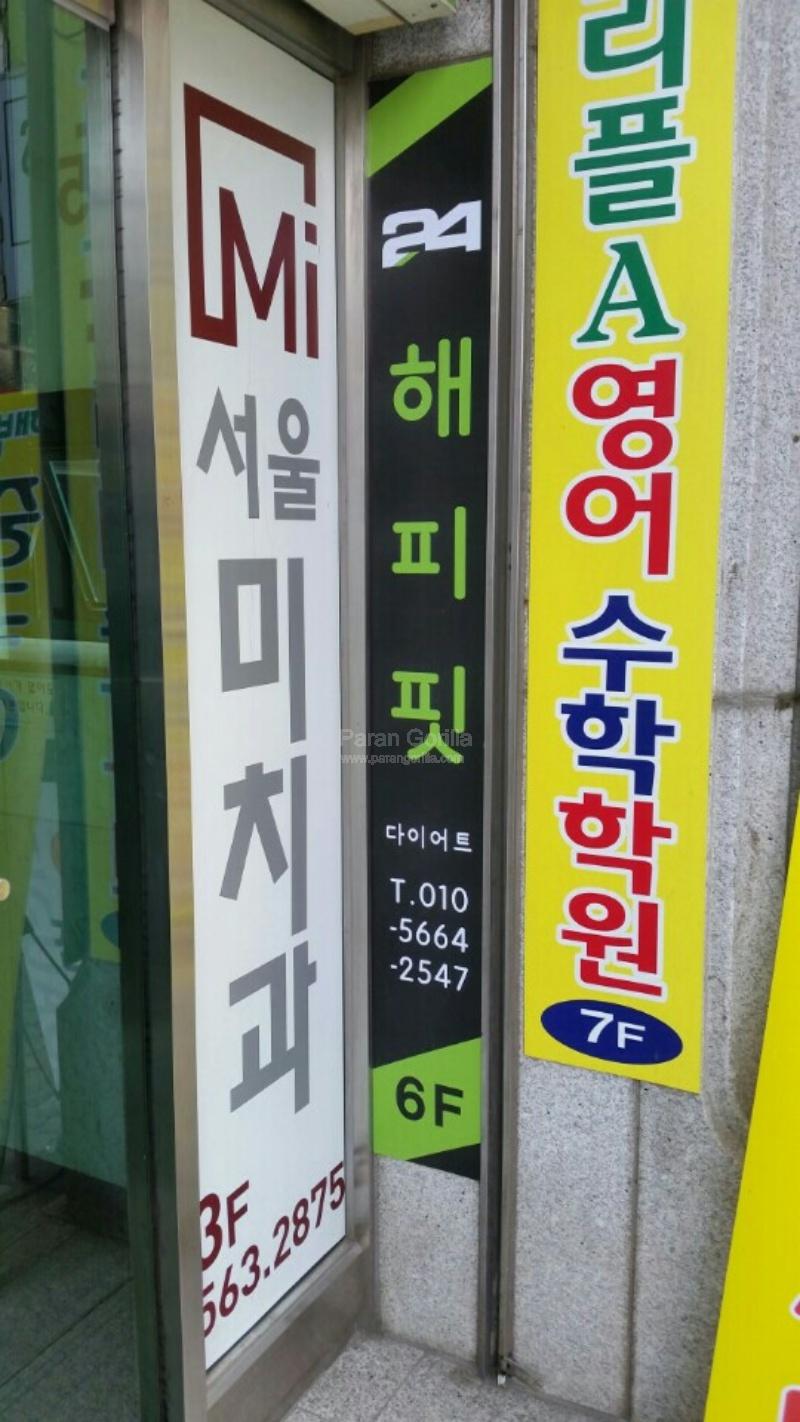 Mi
서울
미치과
3F
563.2875
24
해피핏
다이어트
T.010
-5664
-2547
6F
리플A영어 수학학원
7F
Paran Gorilla
www.parangorilla.com